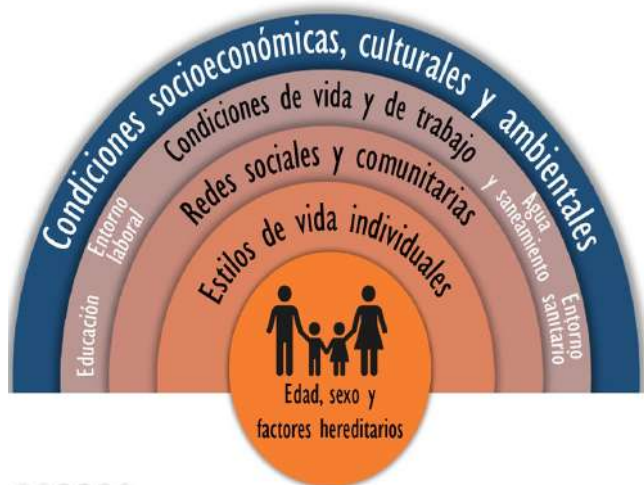 Condiciones socioeconómicas, culturales y ambientales
Condiciones de vida y de trabajo
Redes sociales y comunitarias
Estilos de vida individuales
Educación
Entorno
laboral
Agua
y saneamiento
Entorno
sanitario
Edad, sexo y
factores hereditarios